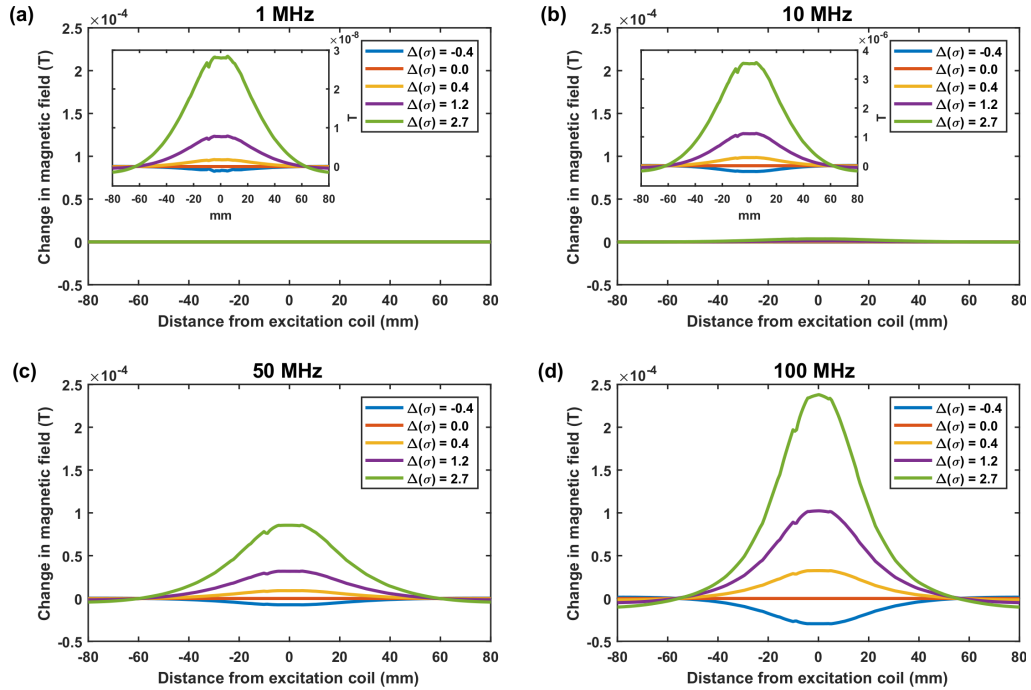 (a)
1 MHz
×10⁻⁴
2.5
2
1.5
1
0.5
0
-0.5
Change in magnetic field (T)
-80 -60 -40 -20 0 20 40 60 80
Distance from excitation coil (mm)
×10⁻⁸
3
2
1
0
T
-80 -60 -40 -20 0 20 40 60 80
mm
Δ(σ) = -0.4
Δ(σ) = 0.0
Δ(σ) = 0.4
Δ(σ) = 1.2
Δ(σ) = 2.7
(b)
10 MHz
×10⁻⁴
2.5
2
1.5
1
0.5
0
-0.5
Change in magnetic field (T)
-80 -60 -40 -20 0 20 40 60 80
Distance from excitation coil (mm)
×10⁻⁶
4
3
2
1
0
T
-80 -60 -40 -20 0 20 40 60 80
mm
Δ(σ) = -0.4
Δ(σ) = 0.0
Δ(σ) = 0.4
Δ(σ) = 1.2
Δ(σ) = 2.7
(c)
50 MHz
×10⁻⁴
2.5
2
1.5
1
0.5
0
-0.5
Change in magnetic field (T)
-80 -60 -40 -20 0 20 40 60 80
Distance from excitation coil (mm)
Δ(σ) = -0.4
Δ(σ) = 0.0
Δ(σ) = 0.4
Δ(σ) = 1.2
Δ(σ) = 2.7
(d)
100 MHz
×10⁻⁴
2.5
2
1.5
1
0.5
0
-0.5
Change in magnetic field (T)
-80 -60 -40 -20 0 20 40 60 80
Distance from excitation coil (mm)
Δ(σ) = -0.4
Δ(σ) = 0.0
Δ(σ) = 0.4
Δ(σ) = 1.2
Δ(σ) = 2.7